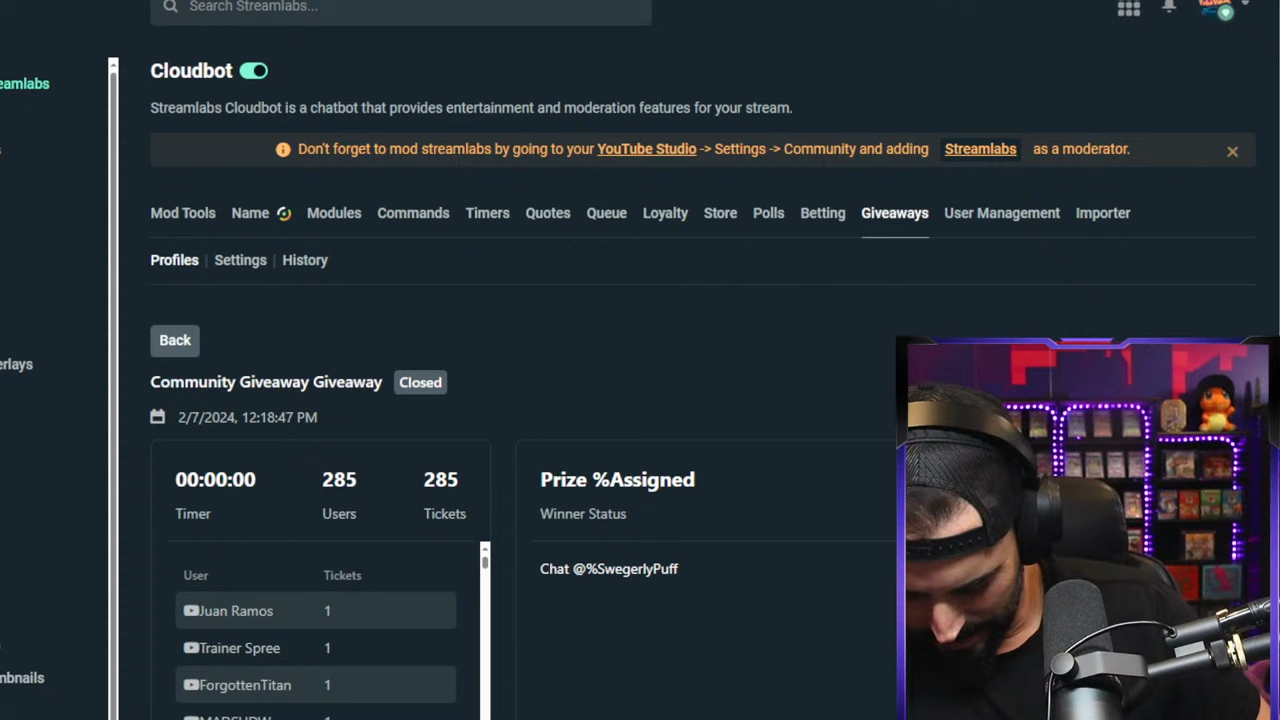 Search Streamlabs...
eamlabs
Cloudbot
Streamlabs Cloudbot is a chatbot that provides entertainment and moderation features for your stream.
Don't forget to mod streamlabs by going to your YouTube Studio -> Settings -> Community and adding Streamlabs as a moderator.
Mod Tools Name Modules Commands Timers Quotes Queue Loyalty Store Polls Betting Giveaways User Management Importer
Profiles | Settings | History
Back
erlays
Community Giveaway Giveaway Closed
2/7/2024, 12:18:47 PM
00:00:00 285 285
Timer Users Tickets
Prize %Assigned
Winner Status
Chat @%SwegerlyPuff
User Tickets
Juan Ramos 1
Trainer Spree 1
ForgottenTitan 1
mbnails